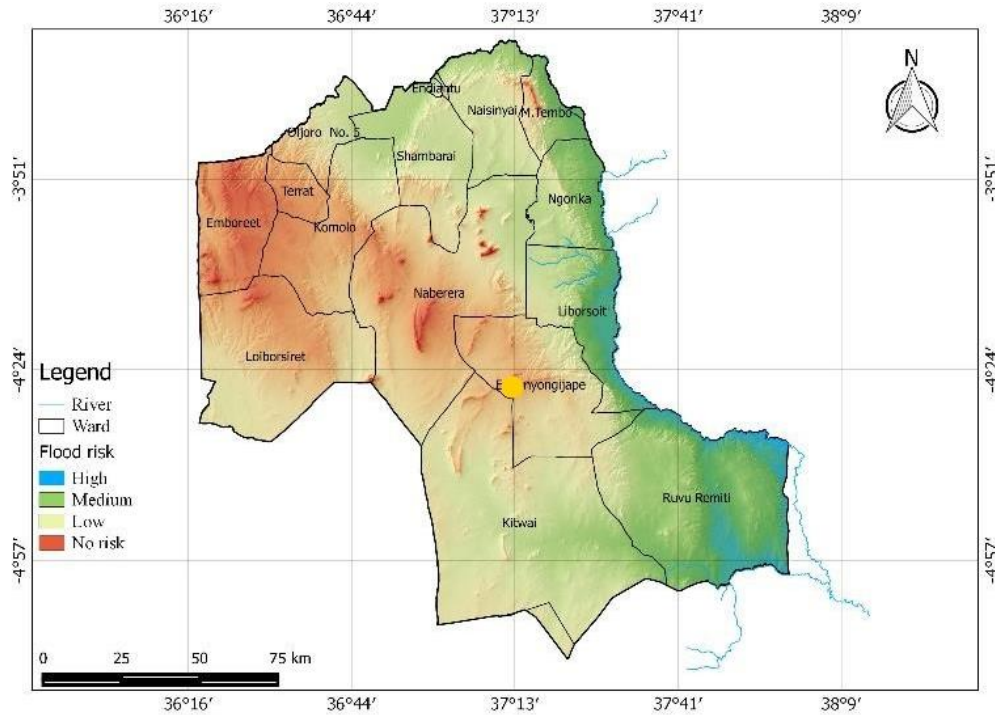 36°16′ 36°44′ 37°13′ 37°41′ 38°9′
N
Endiantu
Naisinyai
M.Tembo
Oljoro No. 5
Shambarai
-3°51′ -3°51′
Terrat
Ngorika
Emboreet
Komolo
Naberera
Liborsoit
Loiborsiret
-4°24′ -4°24′
Legend
River
Ward
Flood risk
High
Medium
Low
No risk
Ruvu Remiti
Kitwai
-4°57′ -4°57′
0 25 50 75 km
36°16′ 36°44′ 37°13′ 37°41′ 38°9′